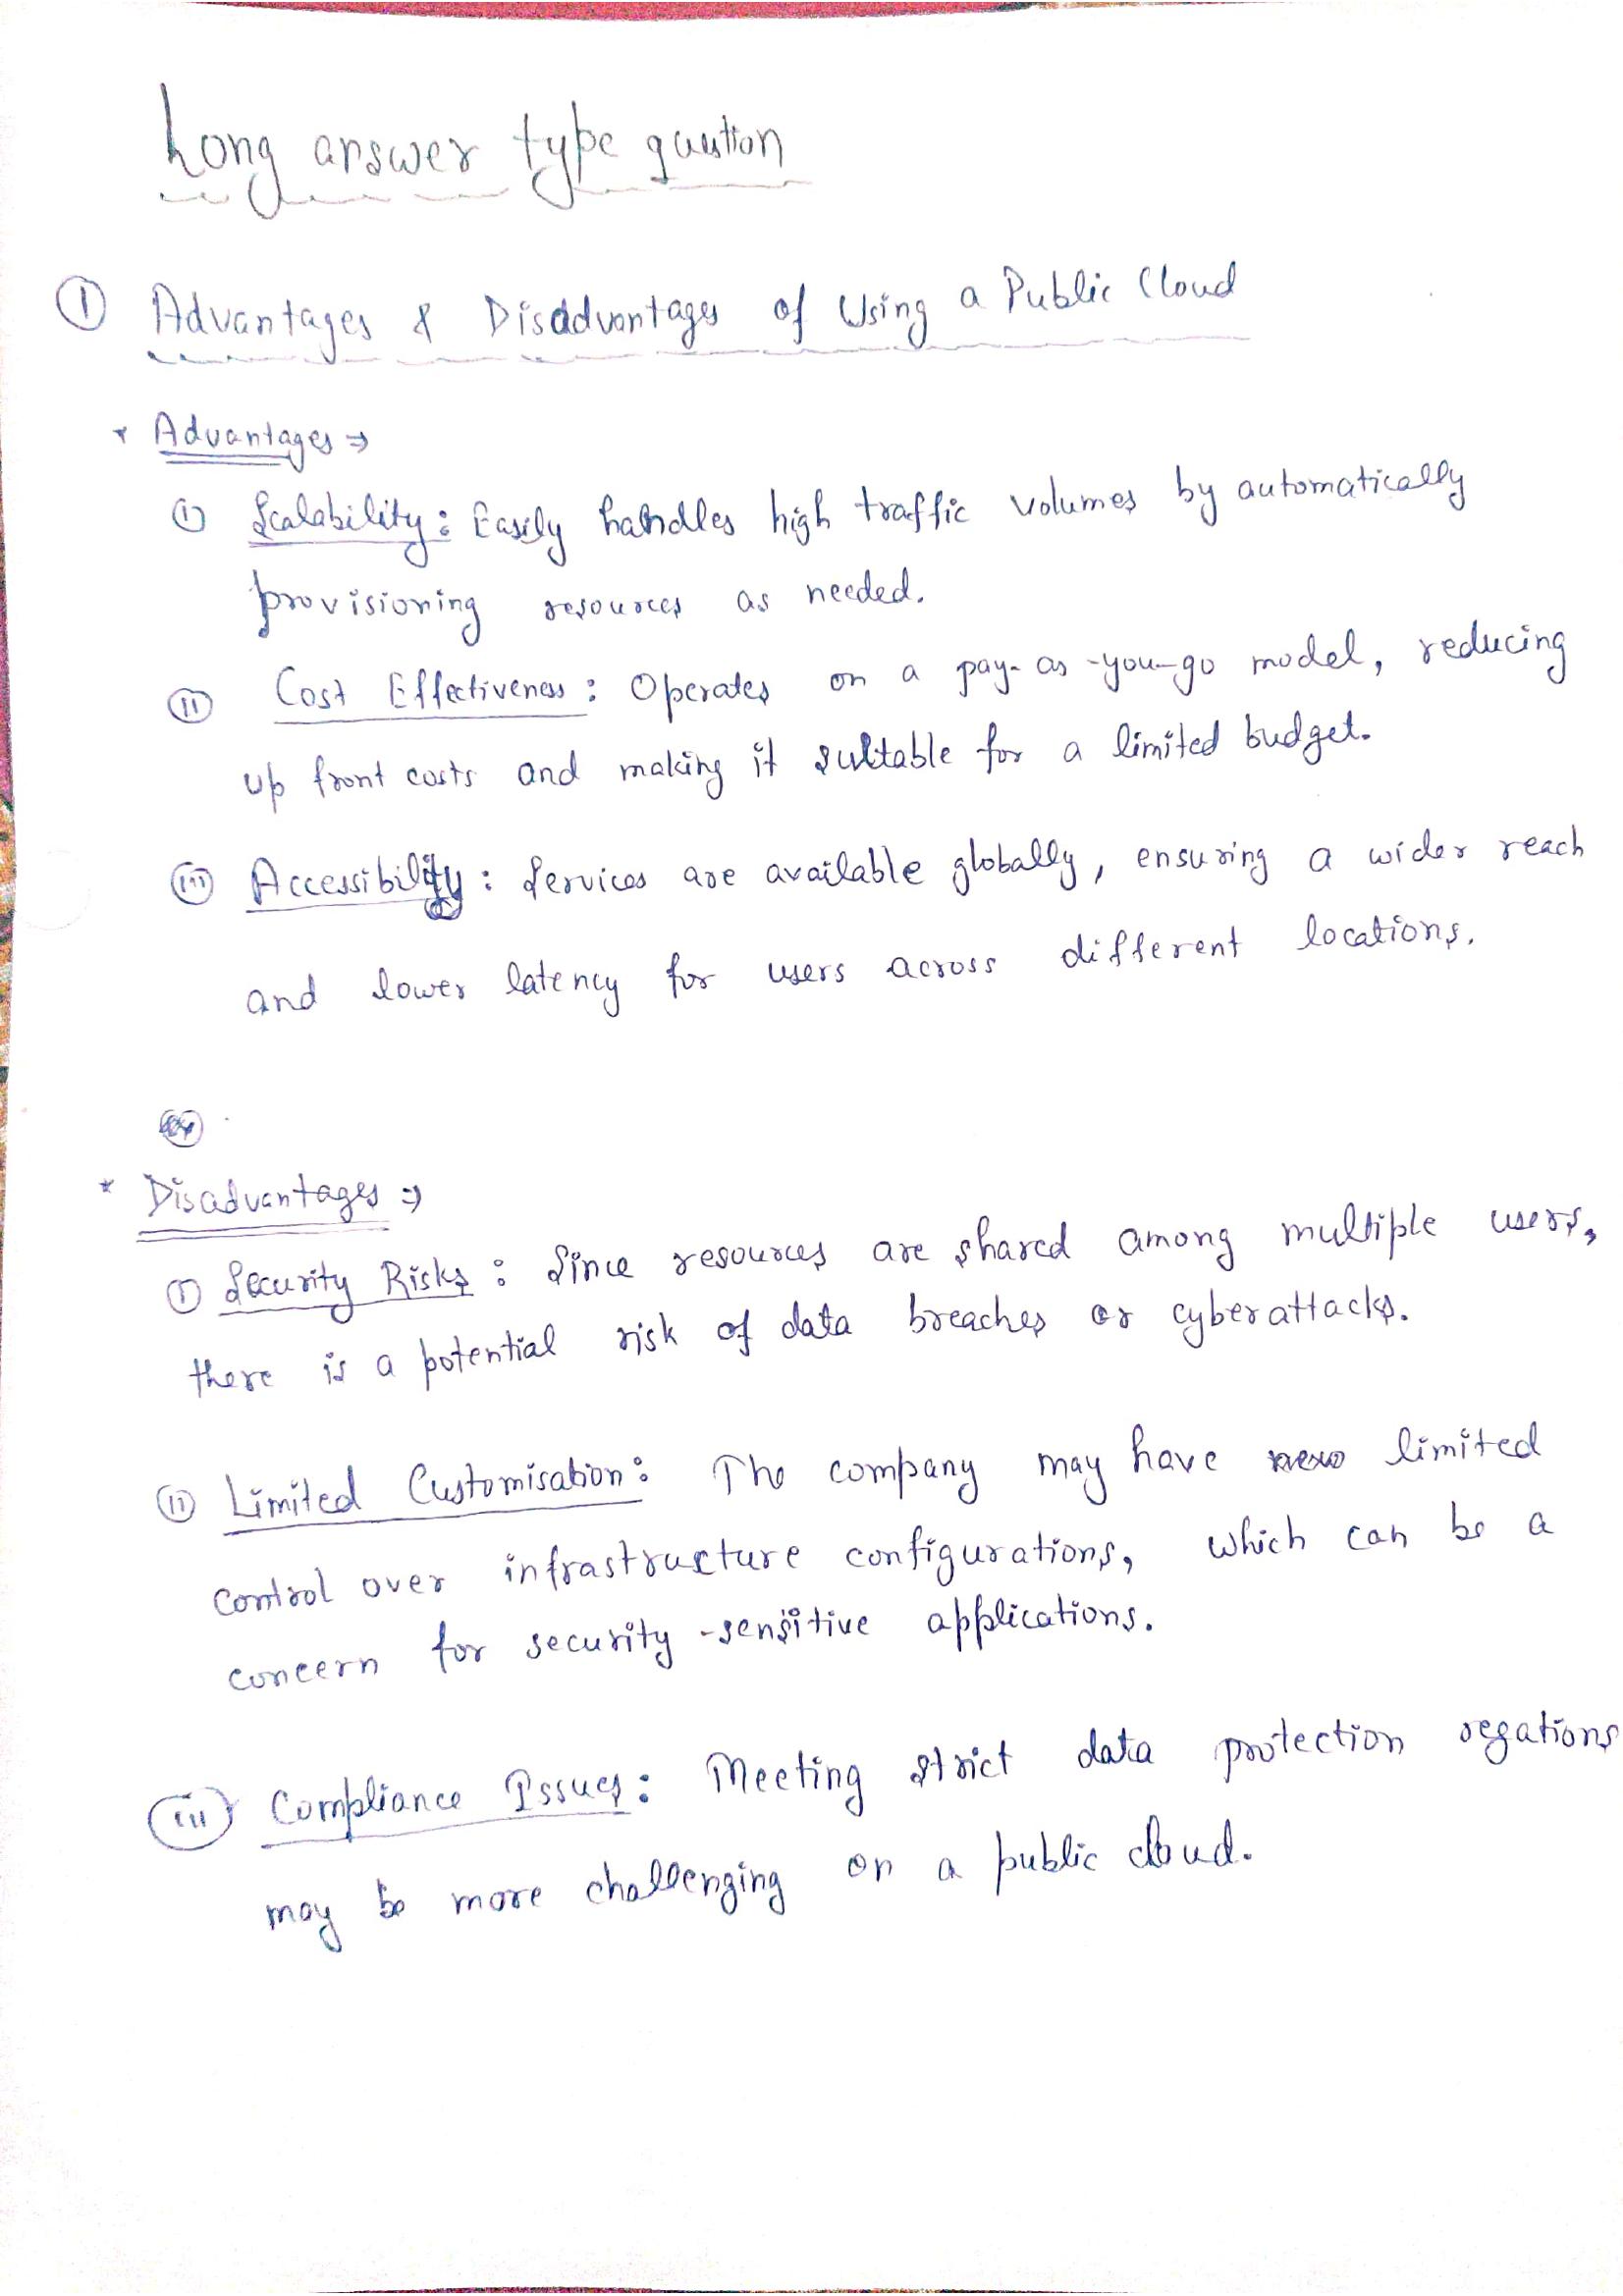 Long answer type question
① Advantages & Disadvantages of Using a Public Cloud
* Advantages ⇒
(i) Scalability : Easily handles high traffic volumes by automatically
provisioning resources as needed.
(ii) Cost Effectiveness : Operates on a pay-as-you-go model, reducing
up front costs and making it suitable for a limited budget.
(iii) Accessibility : Services are available globally, ensuring a wider reach
and lower latency for users across different locations.
* Disadvantages ⇒
(i) Security Risks : Since resources are shared among multiple users,
there is a potential risk of data breaches or cyberattacks.
(ii) Limited Customisation : The company may have limited
control over infrastructure configurations, which can be a
concern for security-sensitive applications.
(iii) Compliance Issues : Meeting strict data protection regations
may be more challenging on a public cloud.